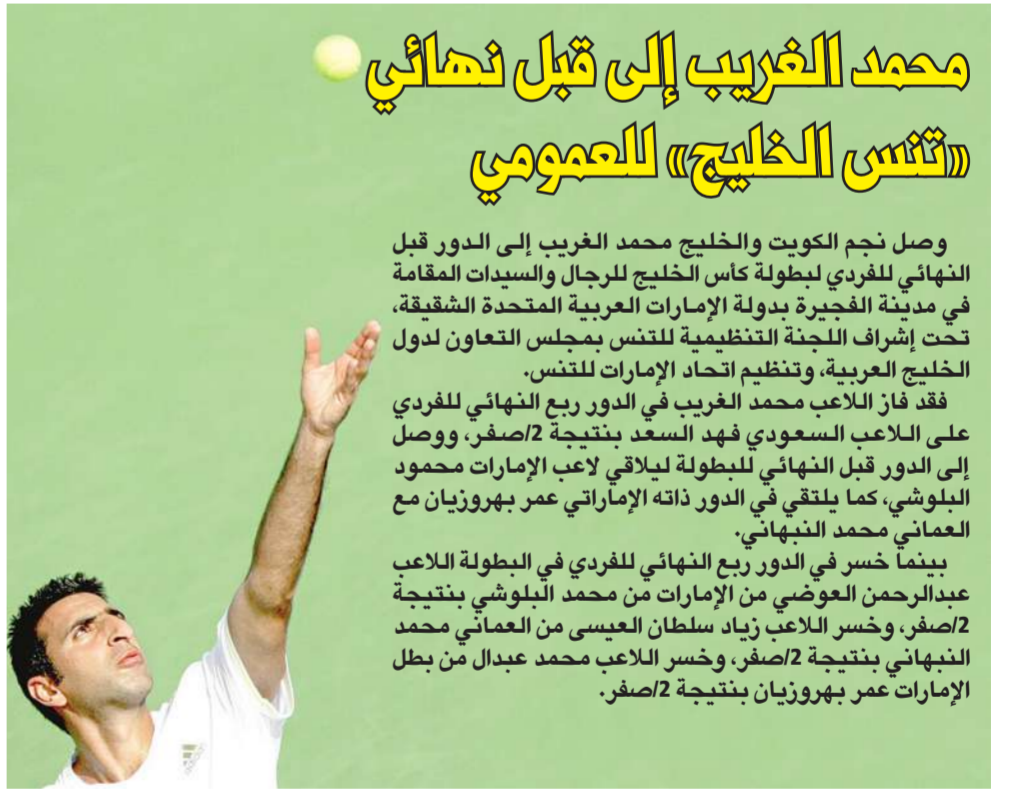 محمد الغريب إلى قبل نهائي
«تنس الخليج» للعمومي
وصل نجم الكويت والخليج محمد الغريب إلى الدور قبل
النهائي للفردي لبطولة كأس الخليج للرجال والسيدات المقامة
في مدينة الفجيرة بدولة الإمارات العربية المتحدة الشقيقة،
تحت إشراف اللجنة التنظيمية للتنس بمجلس التعاون لدول
الخليج العربية، وتنظيم اتحاد الإمارات للتنس.
فقد فاز اللاعب محمد الغريب في الدور ربع النهائي للفردي
على اللاعب السعودي فهد السعد بنتيجة 2/صفر، ووصل
إلى الدور قبل النهائي للبطولة ليلاقي لاعب الإمارات محمود
البلوشي، كما يلتقي في الدور ذاته الإماراتي عمر بهروزيان مع
العماني محمد النبهاني.
بينما خسر في الدور ربع النهائي للفردي في البطولة اللاعب
عبدالرحمن العوضي من الإمارات من محمد البلوشي بنتيجة
2/صفر، وخسر اللاعب زياد سلطان العيسى من العماني محمد
النبهاني بنتيجة 2/صفر، وخسر اللاعب محمد عبدال من بطل
الإمارات عمر بهروزيان بنتيجة 2/صفر.